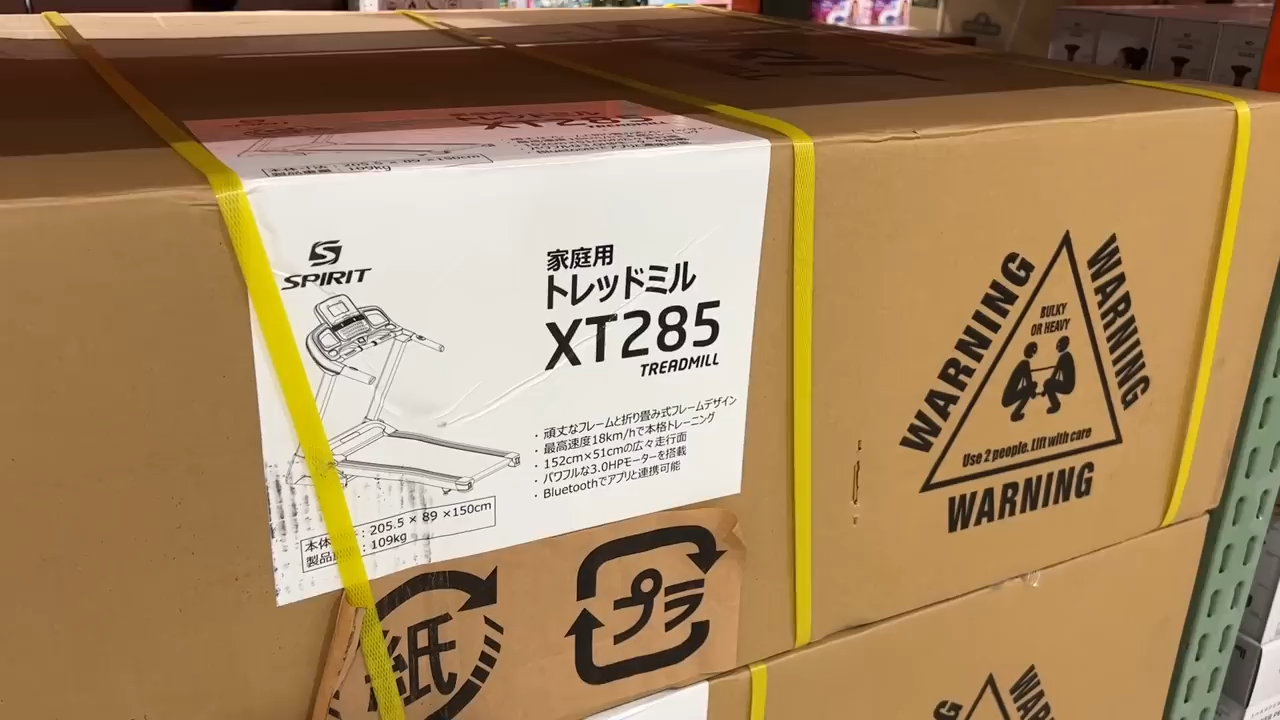 SPIRIT
家庭用
トレッドミル
XT285
TREADMILL
・頑丈なフレームと折り畳み式フレームデザイン
・最高速度18km/hで本格トレーニング
・152cm×51cmの広々走行面
・パワフルな3.0HPモーターを搭載
・Bluetoothでアプリと連携可能
本体 : 205.5 × 89 ×150cm
製品 : 109kg
紙
プラ
WARNING
WARNING
BULKY
OR HEAVY
Use 2 people. Lift with care
WARNING